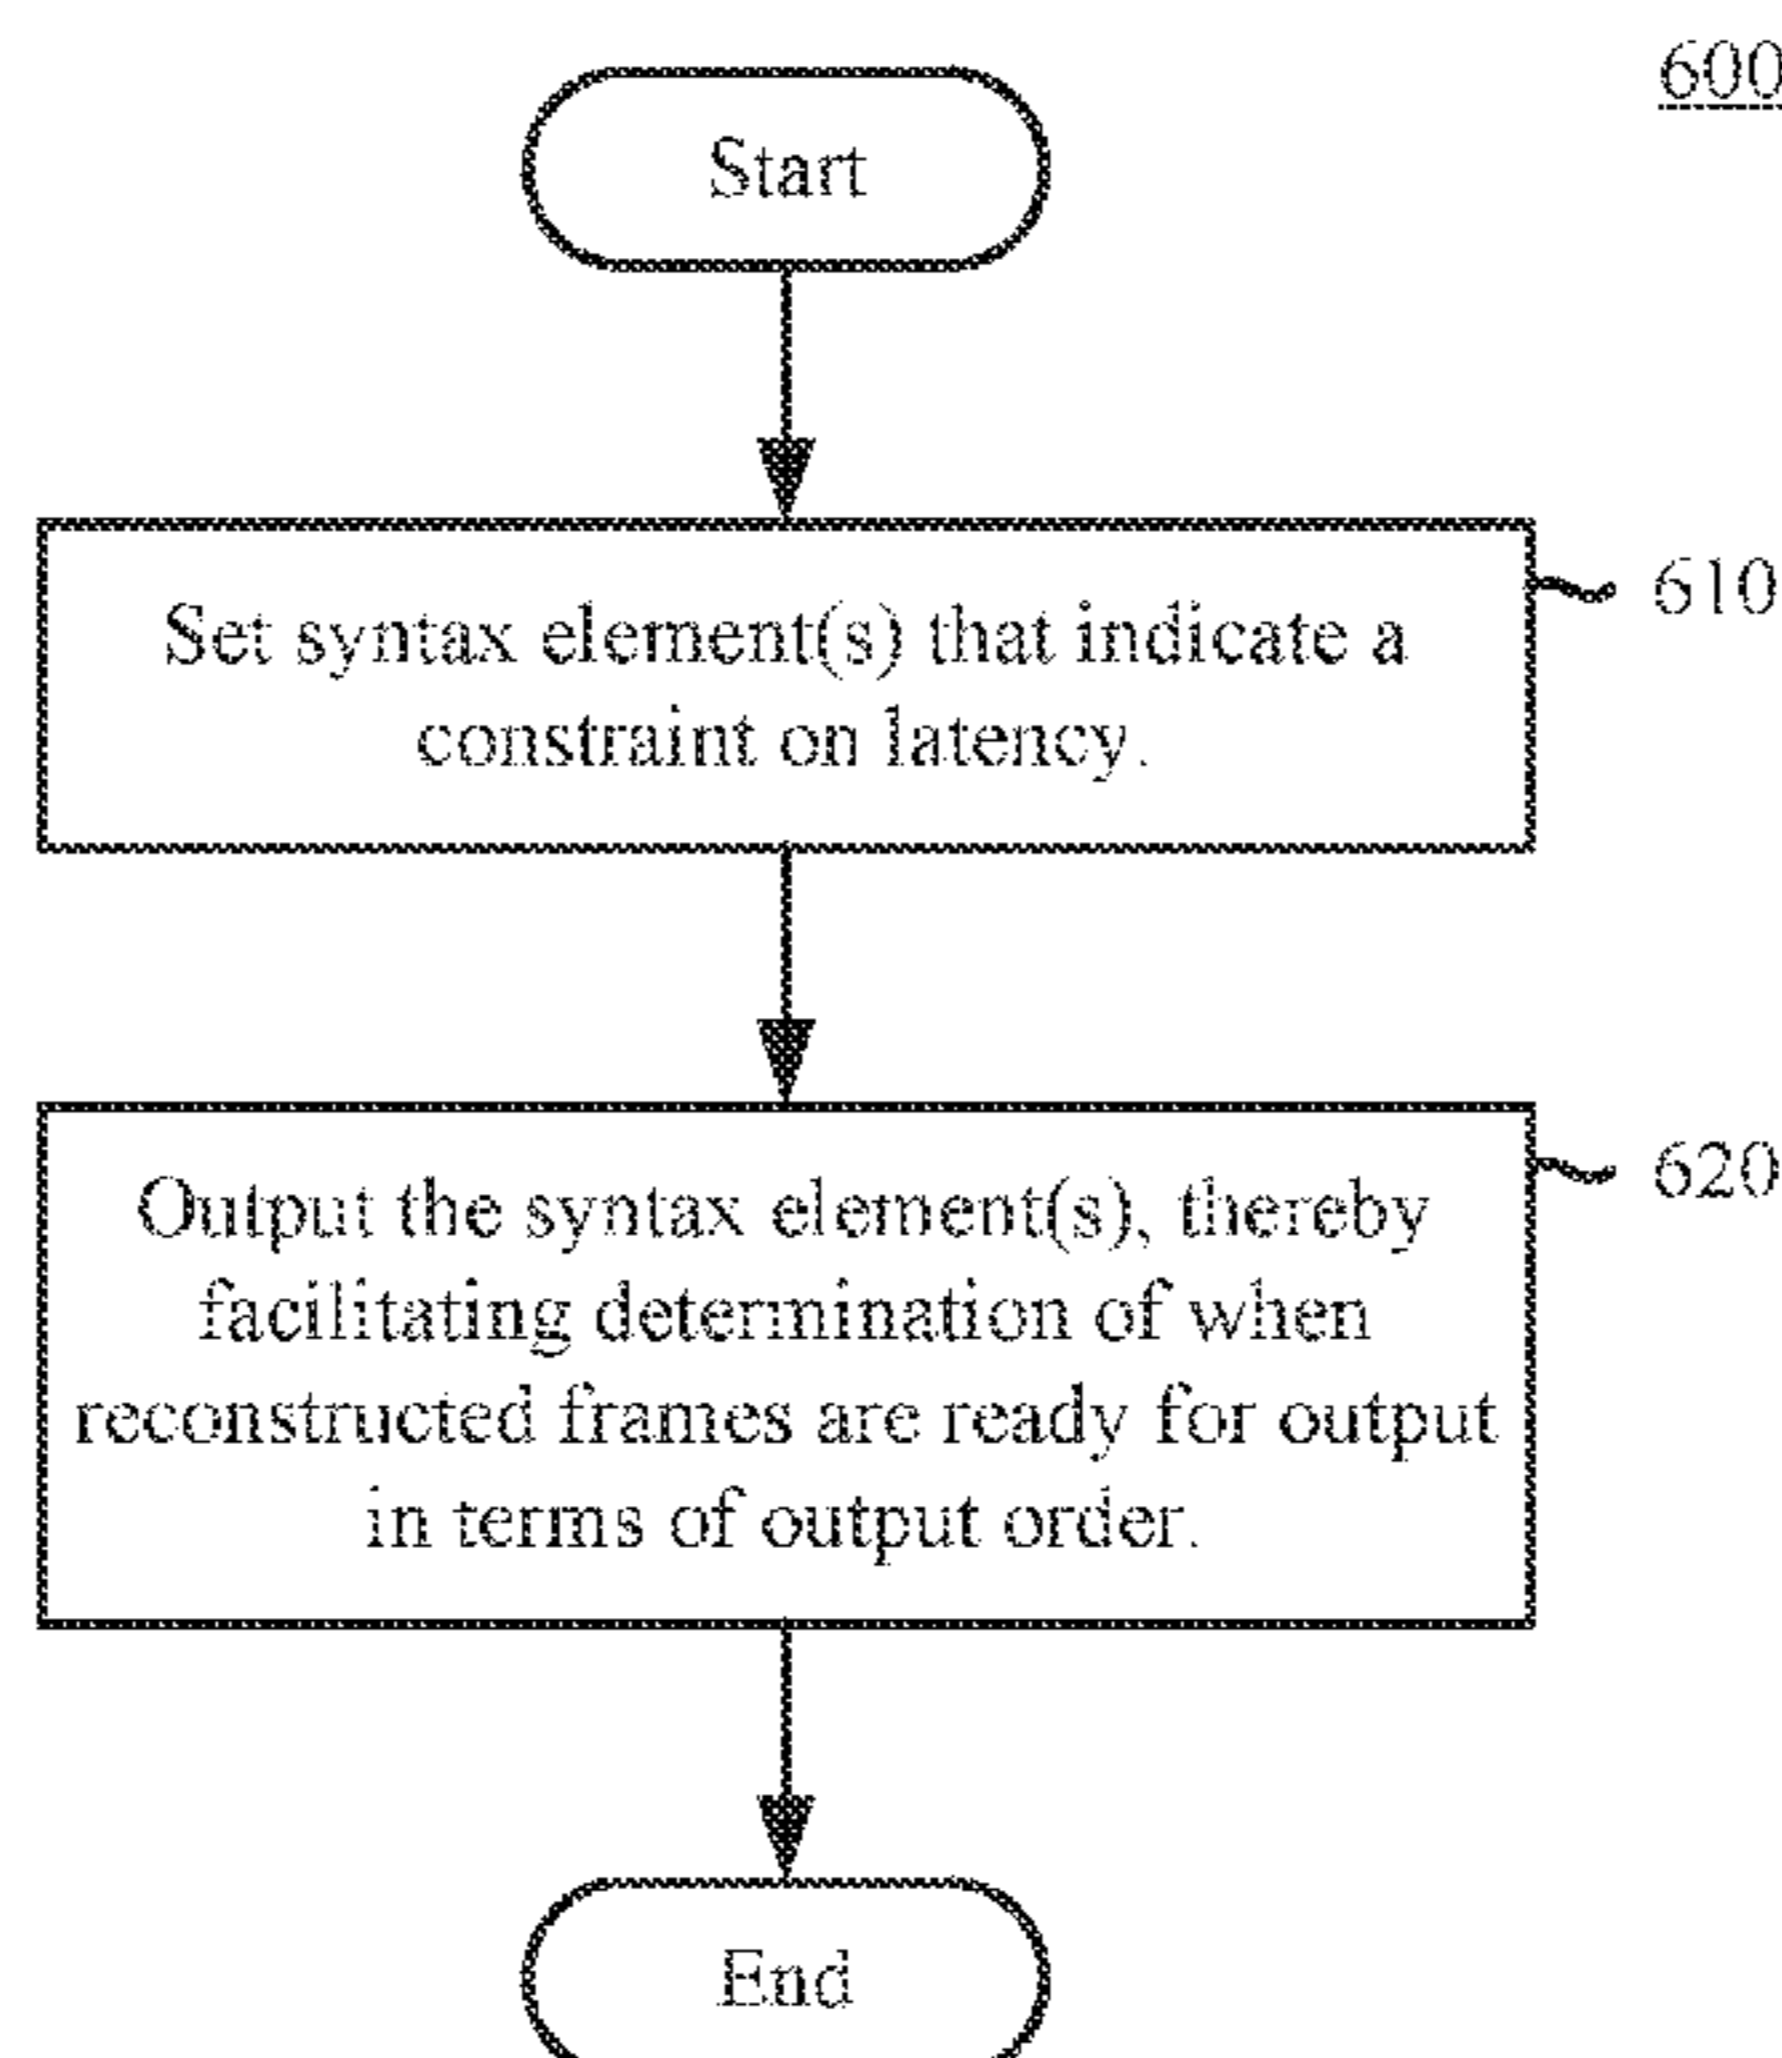 600
Start
Set syntax element(s) that indicate a
constraint on latency.
610
Output the syntax element(s), thereby
facilitating determination of when
reconstructed frames are ready for output
in terms of output order.
620
End